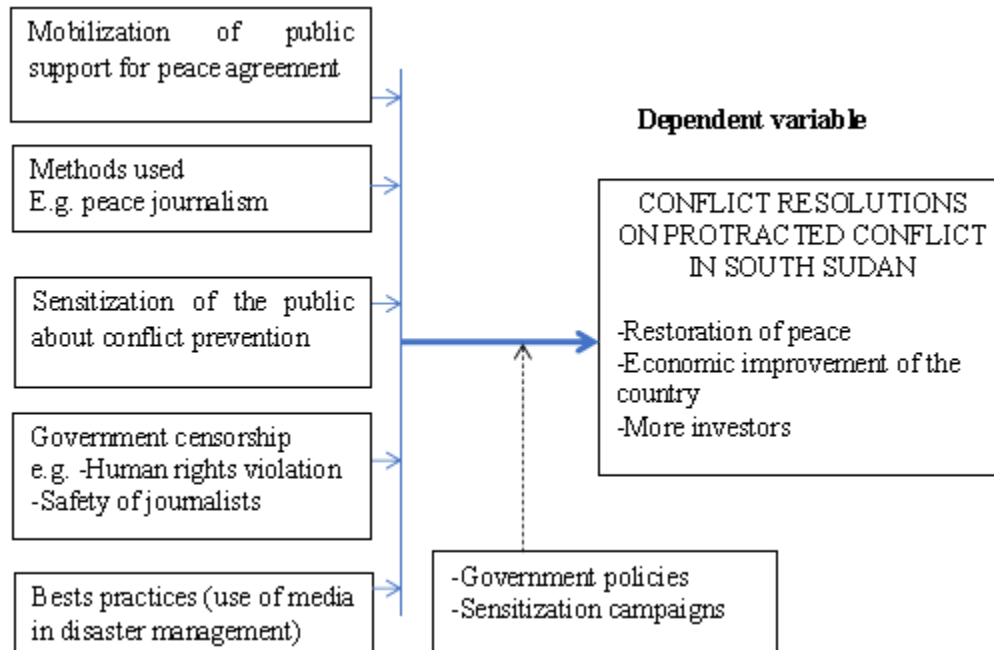 Mobilization of public
support for peace agreement
Methods used
E.g. peace journalism
Sensitization of the public
about conflict prevention
Government censorship
e.g. -Human rights violation
-Safety of journalists
Bests practices (use of media
in disaster management)
Dependent variable
CONFLICT RESOLUTIONS
ON PROTRACTED CONFLICT
IN SOUTH SUDAN
-Restoration of peace
-Economic improvement of the
country
-More investors
-Government policies
-Sensitization campaigns